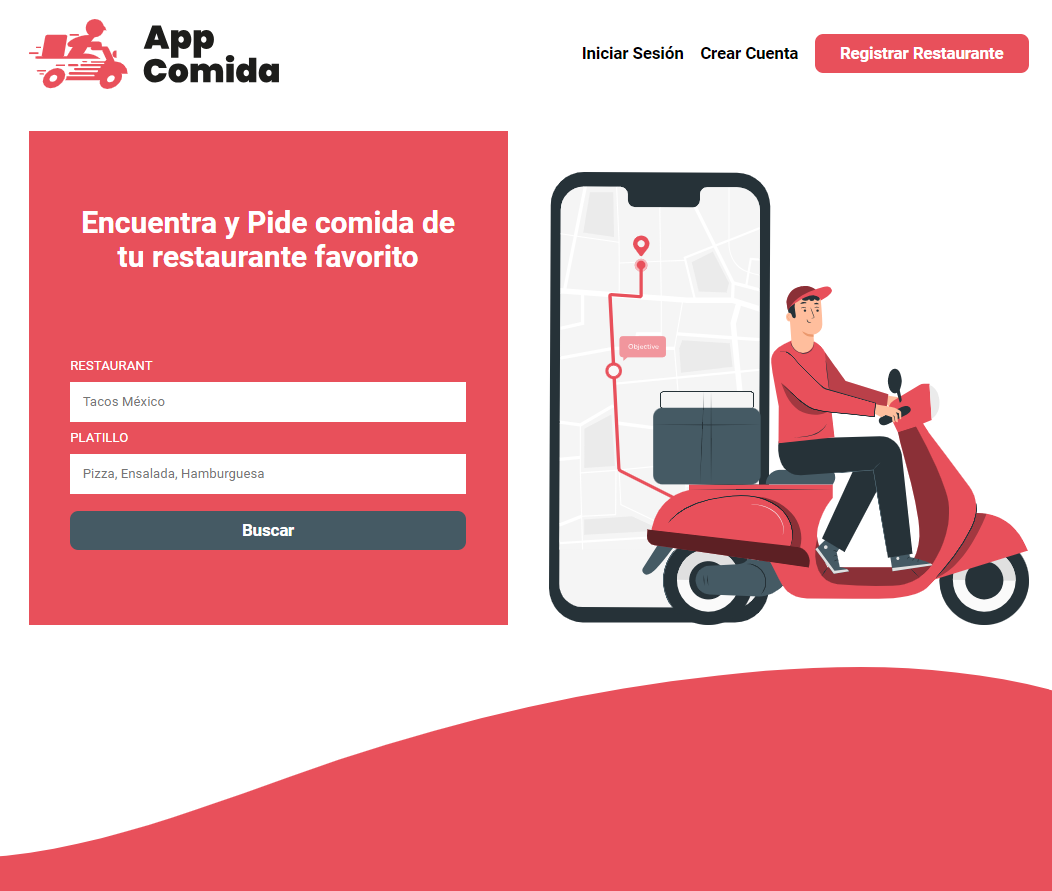 App
Comida
Iniciar Sesión
Crear Cuenta
Registrar Restaurante
Encuentra y Pide comida de
tu restaurante favorito
RESTAURANT
Tacos México
PLATILLO
Pizza, Ensalada, Hamburguesa
Buscar
Objective